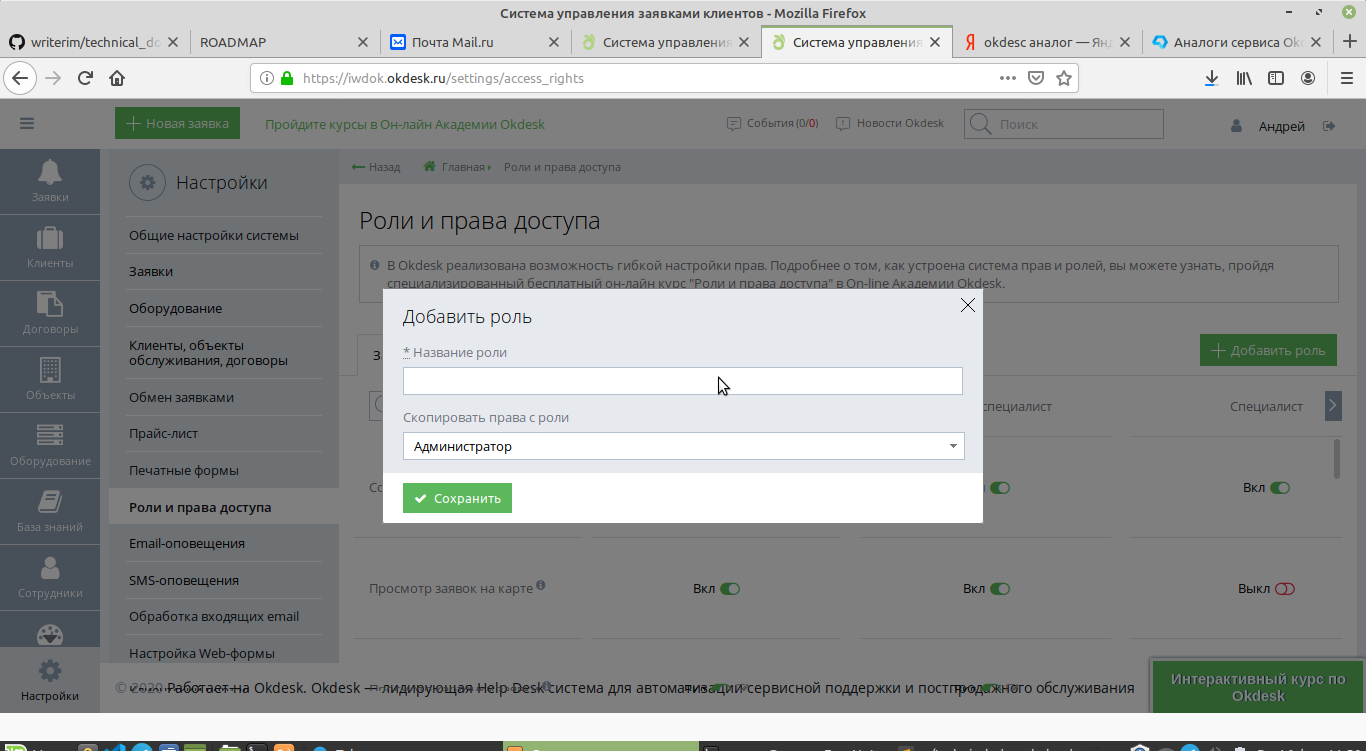 Система управления заявками клиентов - Mozilla Firefox
writerim/technical_do
ROADMAP
Почта Mail.ru
Система управления
Система управления
okdesc аналог — Янд
Аналоги сервиса Okd
https://iwdok.okdesk.ru/settings/access_rights
Новая заявка
Пройдите курсы в Он-лайн Академии Okdesk
События (0/0)
Новости Okdesk
Поиск
Андрей
Заявки
Клиенты
Договоры
Объекты
Оборудование
База знаний
Сотрудники
Настройки
Настройки
Общие настройки системы
Заявки
Оборудование
Клиенты, объекты
обслуживания, договоры
Обмен заявками
Прайс-лист
Печатные формы
Роли и права доступа
Email-оповещения
SMS-оповещения
Обработка входящих email
Настройка Web-формы
Назад
Главная
Роли и права доступа
Роли и права доступа
В Okdesk реализована возможность гибкой настройки прав. Подробнее о том, как устроена система прав и ролей, вы можете узнать, пройдя
специализированный бесплатный он-лайн курс "Роли и права доступа" в On-line Академии Okdesk.
Добавить роль
специалист
Специалист
Вкл
Просмотр заявок на карте
Вкл
Вкл
Выкл
Добавить роль
* Название роли
Скопировать права с роли
Администратор
Сохранить
© 2020 Работает на Okdesk. Okdesk — лидирующая Help Desk система для автоматизации сервисной поддержки и постпродажного обслуживания
Интерактивный курс по
Okdesk